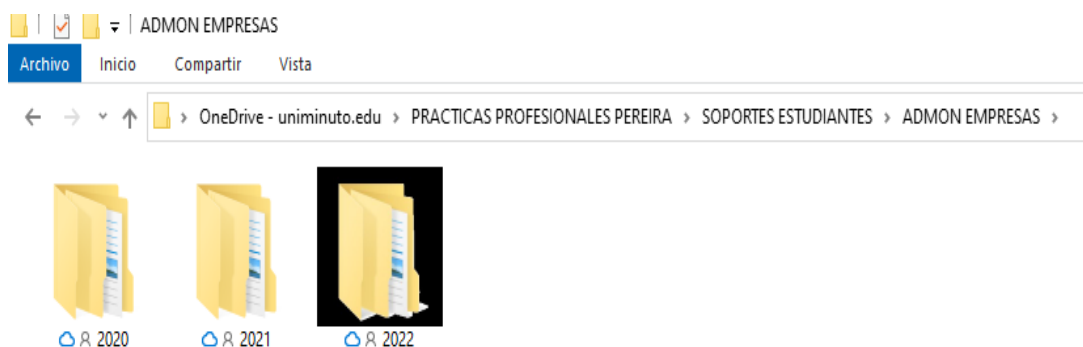 ADMON EMPRESAS
Archivo Inicio Compartir Vista
OneDrive - uniminuto.edu > PRACTICAS PROFESIONALES PEREIRA > SOPORTES ESTUDIANTES > ADMON EMPRESAS >
2020 2021 2022